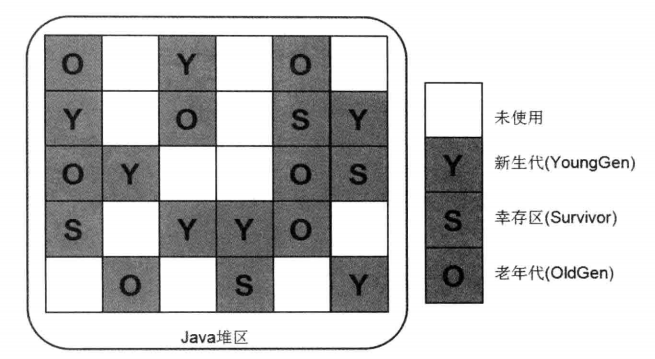 O Y O
Y O S Y
O Y O S
S Y Y O
O S Y
Java堆区
未使用
Y 新生代(YoungGen)
S 幸存区(Survivor)
O 老年代(OldGen)